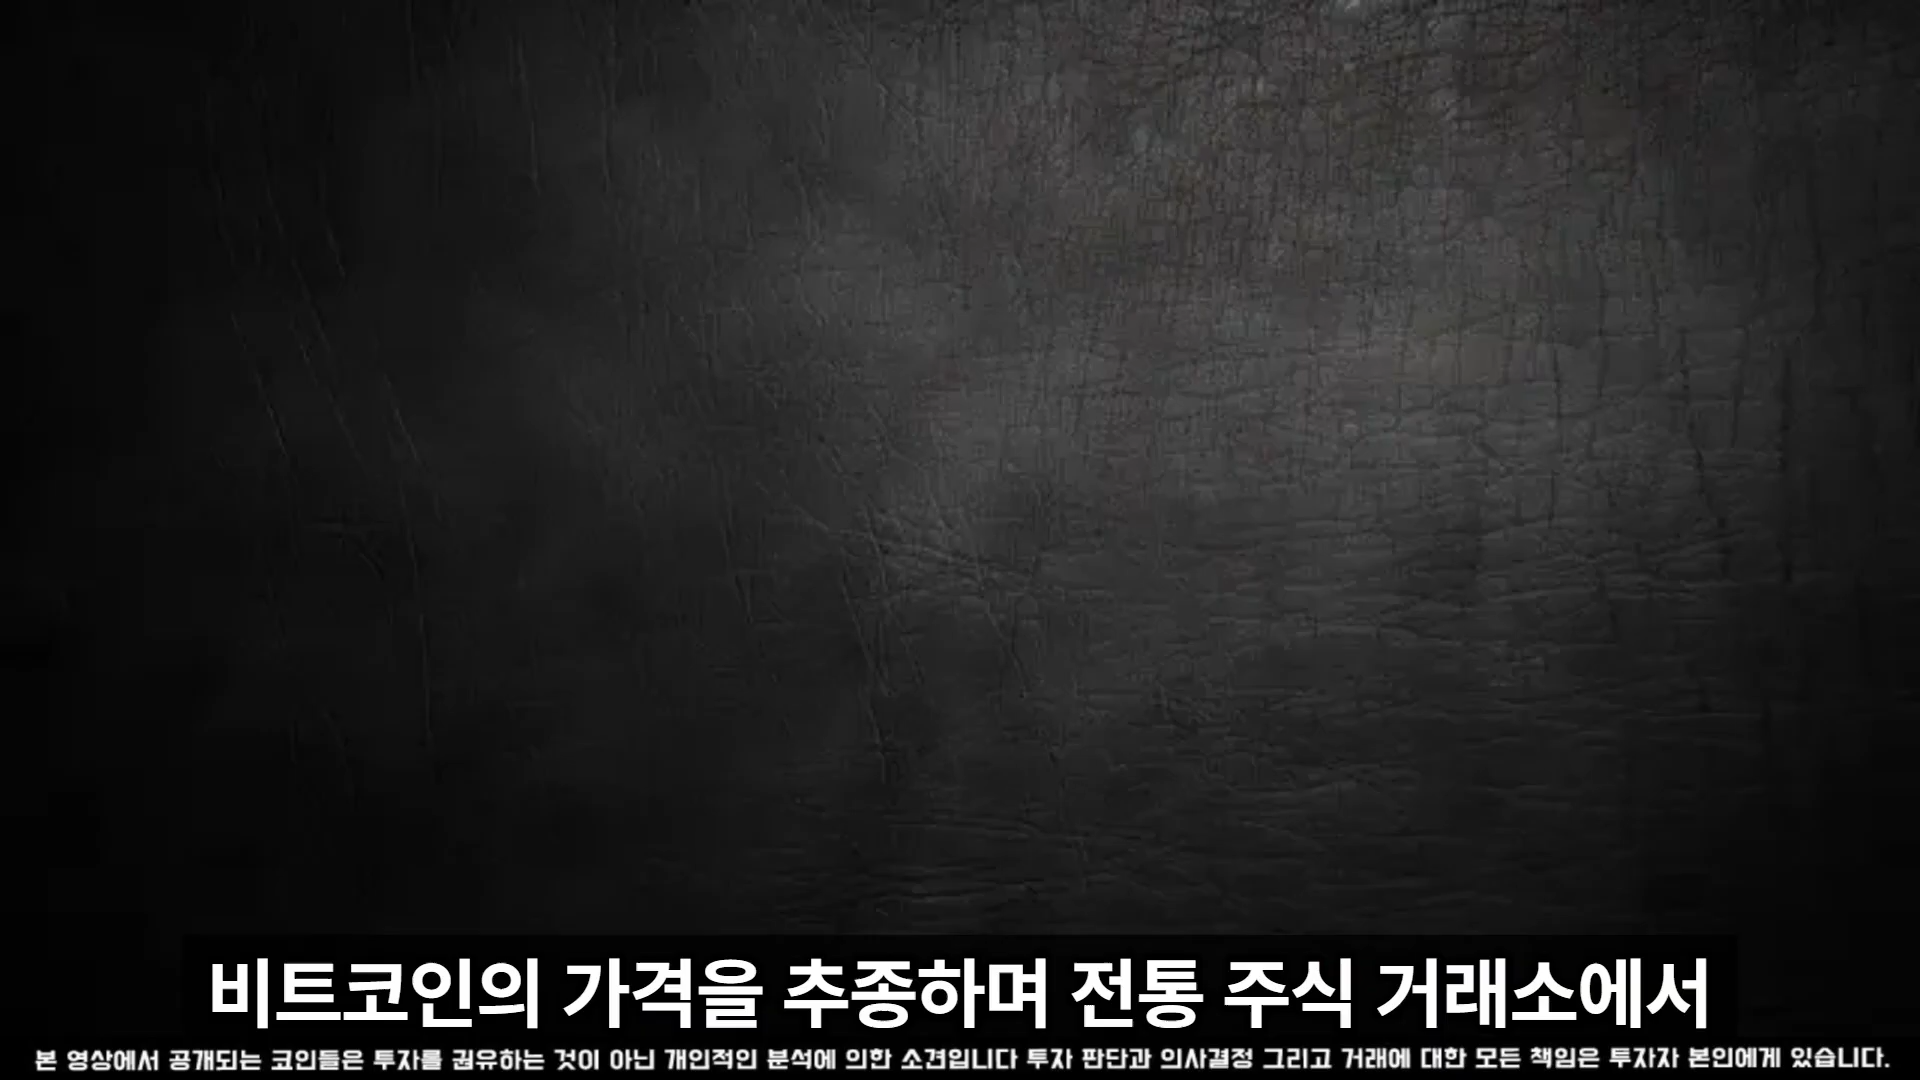 비트코인의 가격을 추종하며 전통 주식 거래소에서
본 영상에서 공개되는 코인들은 투자를 권유하는 것이 아닌 개인적인 분석에 의한 소견입니다 투자 판단과 의사결정 그리고 거래에 대한 모든 책임은 투자자 본인에게 있습니다.